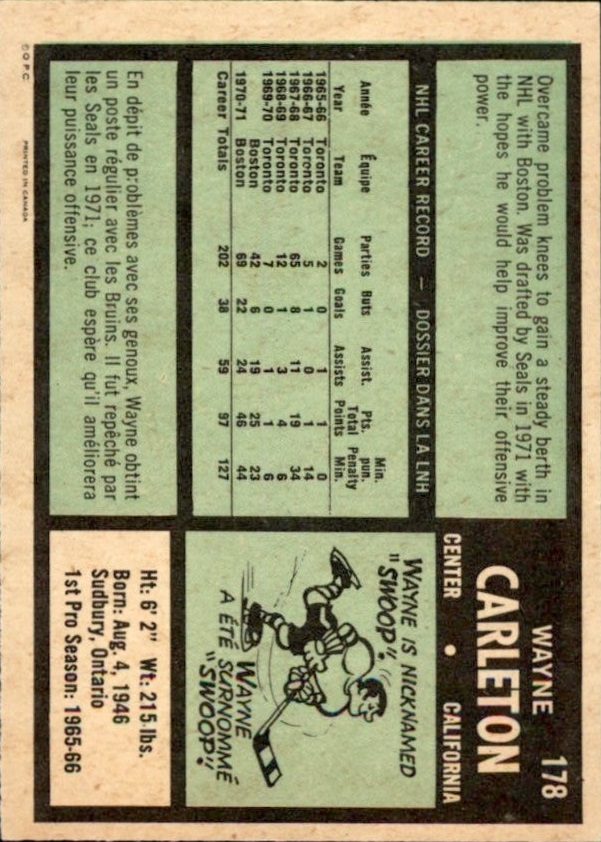 178
WAYNE
CARLETON
CENTER • CALIFORNIA
Overcame problem knees to gain a steady berth in
NHL with Boston. Was drafted by Seals in 1971 with
the hopes he would help improve their offensive
power.
NHL CAREER RECORD — DOSSIER DANS LA LNH
Min.
Pts. pun.
Année Équipe Parties Buts Assist. Total Penalty
Year Team Games Goals Assists Points Min.
1965-66 Toronto 2 0 1 1 0
1966-67 Toronto 5 1 0 1 14
1967-68 Toronto 65 8 11 19 34
1968-69 Toronto 12 1 3 4 6
1969-70 Toronto 7 0 1 1 6
Boston 42 6 19 25 23
1970-71 Boston 69 22 24 46 44
Career Totals 202 38 59 97 127
WAYNE IS NICKNAMED
"SWOOP"!
WAYNE
A ÉTÉ SURNOMMÉ
"SWOOP"!
En dépit de problèmes avec ses genoux, Wayne obtint
un poste régulier avec les Bruins. Il fut repêché par
les Seals en 1971; ce club espère qu'il améliorera
leur puissance offensive.
Ht: 6' 2" Wt: 215 lbs.
Born: Aug. 4, 1946
Sudbury, Ontario
1st Pro Season: 1965-66
© O.P.C. PRINTED IN CANADA